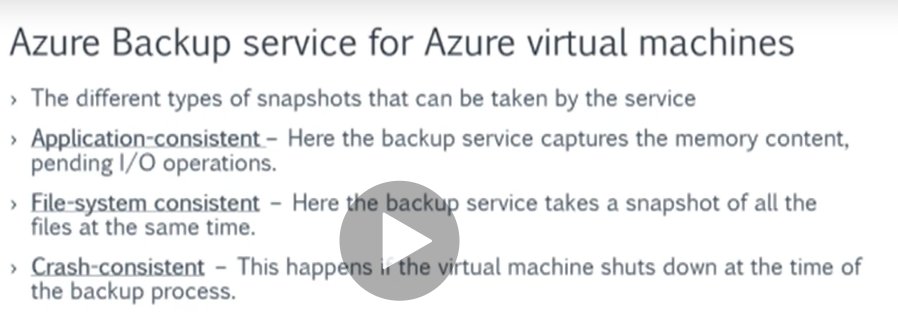 Azure Backup service for Azure virtual machines
› The different types of snapshots that can be taken by the service
› Application-consistent – Here the backup service captures the memory content,
pending I/O operations.
› File-system consistent – Here the backup service takes a snapshot of all the
files at the same time.
› Crash-consistent – This happens if the virtual machine shuts down at the time of
the backup process.